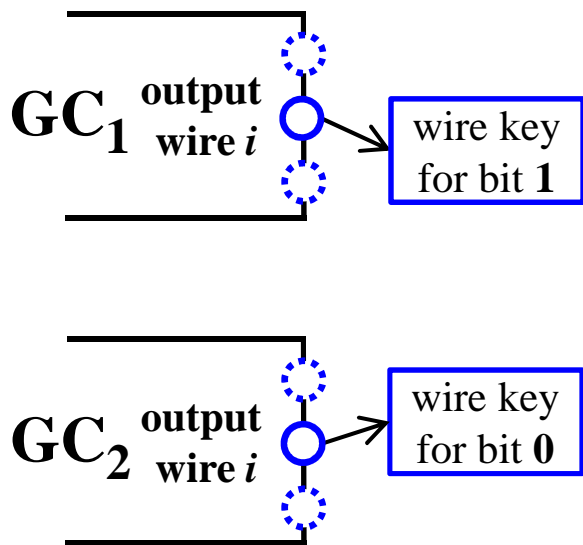 GC1 output wire i
wire key
for bit 1
GC2 output wire i
wire key
for bit 0